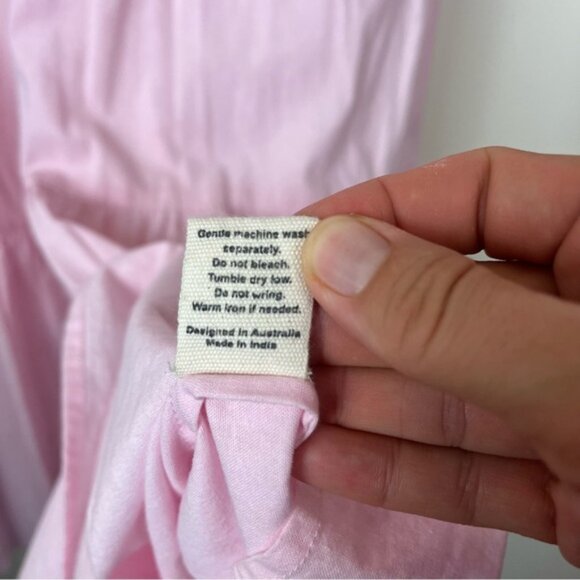 Gentle machine wash
separately.
Do not bleach.
Tumble dry low.
Do not wring.
Warm iron if needed.
Designed in Australia
Made in India